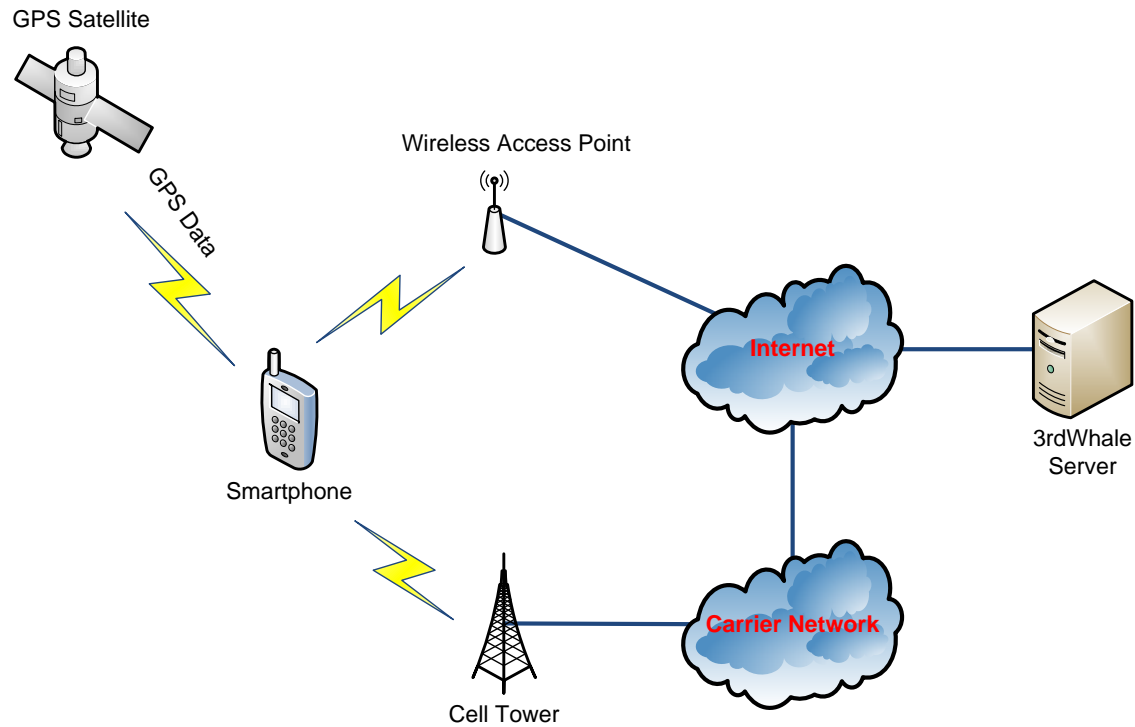 GPS Satellite
GPS Data
Wireless Access Point
Internet
3rdWhale
Server
Smartphone
Carrier Network
Cell Tower